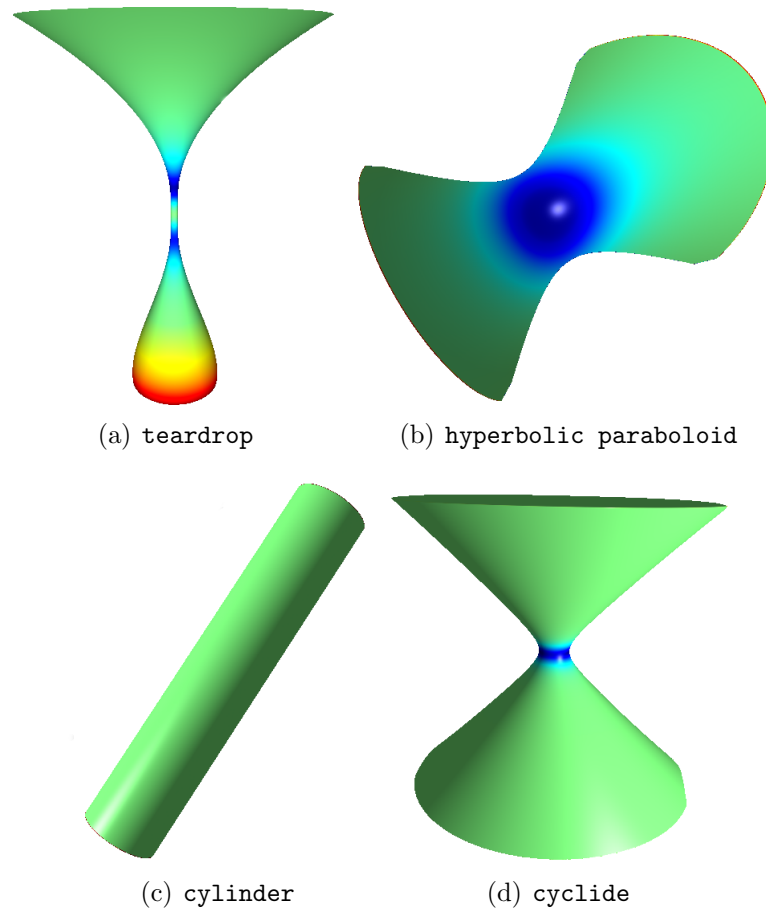 (a) teardrop
(b) hyperbolic paraboloid
(c) cylinder
(d) cyclide